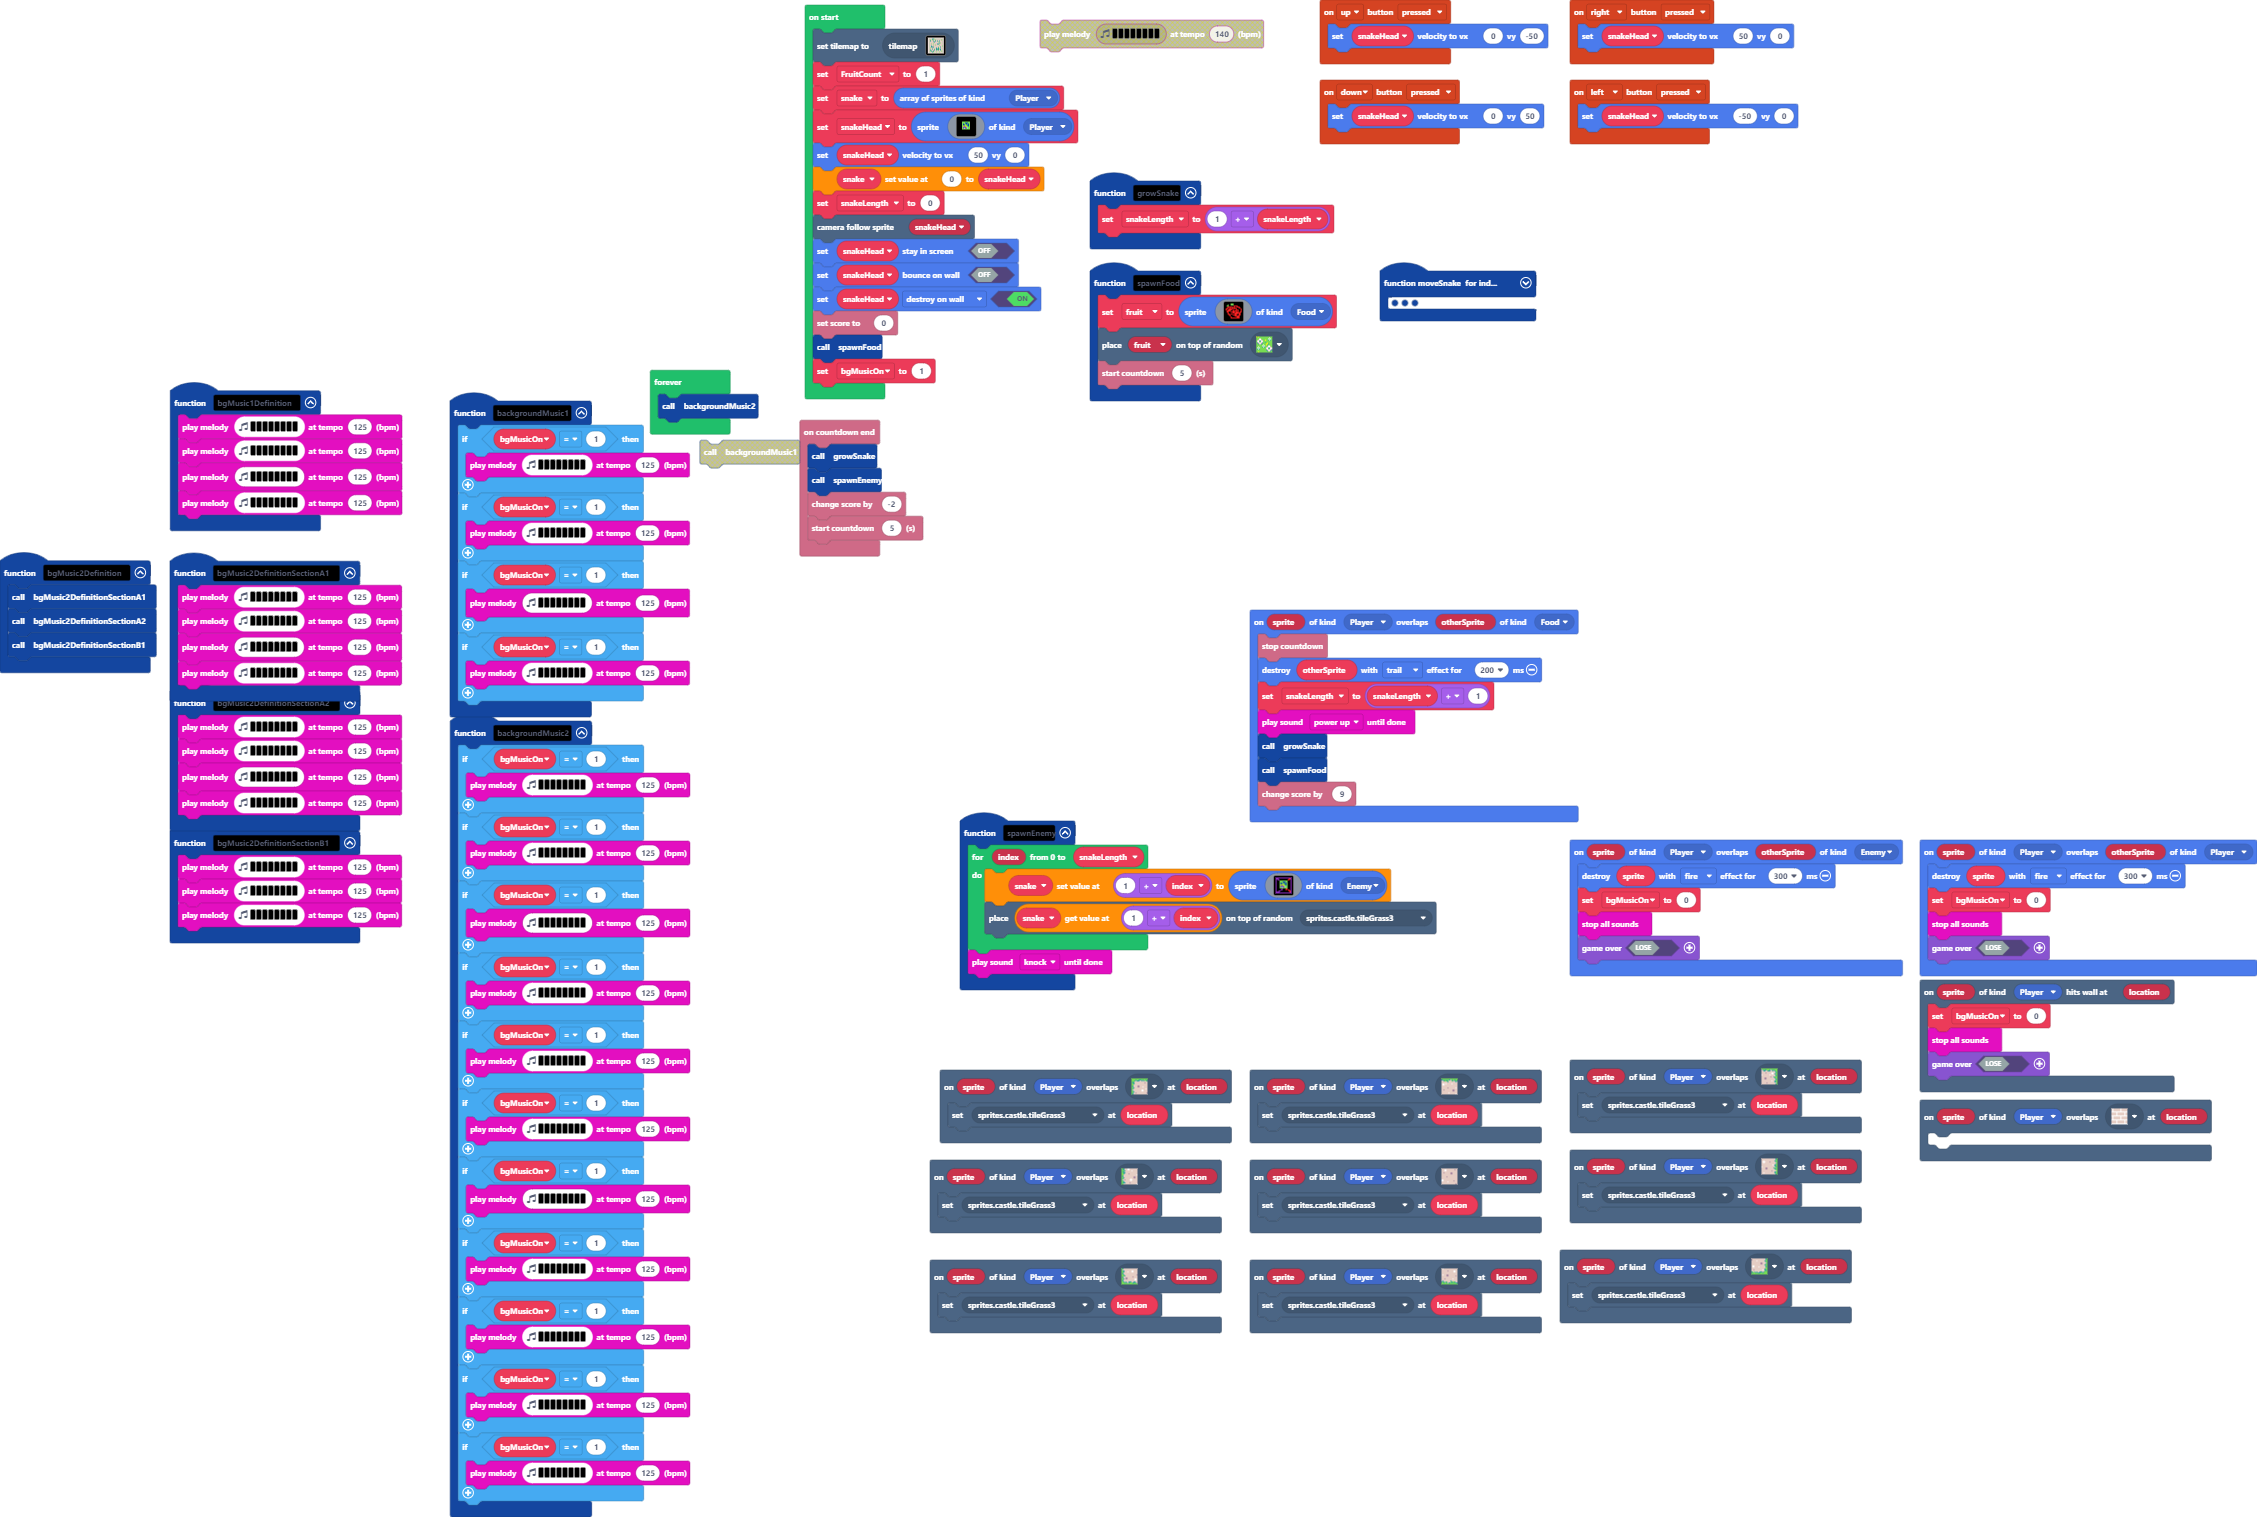 on start
set tilemap to tilemap
set FruitCount to 1
set snake to array of sprites of kind Player
set snakeHead to sprite of kind Player
set snakeHead velocity to vx 50 vy 0
snake set value at 0 to snakeHead
set snakeLength to 0
camera follow sprite snakeHead
set snakeHead stay in screen OFF
set snakeHead bounce on wall OFF
set snakeHead destroy on wall ON
set score to 0
call spawnFood
set bgMusicOn to 1
play melody at tempo 140 (bpm)
on up button pressed
set snakeHead velocity to vx 0 vy -50
on right button pressed
set snakeHead velocity to vx 50 vy 0
on down button pressed
set snakeHead velocity to vx 0 vy 50
on left button pressed
set snakeHead velocity to vx -50 vy 0
function growSnake
set snakeLength to 1 + snakeLength
function spawnFood
set fruit to sprite of kind Food
place fruit on top of random
start countdown 5 (s)
function moveSnake for ind...
forever
call backgroundMusic2
call backgroundMusic1
on countdown end
call growSnake
call spawnEnemy
change score by -2
start countdown 5 (s)
function bgMusic1Definition
play melody at tempo 125 (bpm)
play melody at tempo 125 (bpm)
play melody at tempo 125 (bpm)
play melody at tempo 125 (bpm)
function bgMusic2Definition
call bgMusic2DefinitionSectionA1
call bgMusic2DefinitionSectionA2
call bgMusic2DefinitionSectionB1
function bgMusic2DefinitionSectionA1
play melody at tempo 125 (bpm)
play melody at tempo 125 (bpm)
play melody at tempo 125 (bpm)
play melody at tempo 125 (bpm)
function bgMusic2DefinitionSectionA2
play melody at tempo 125 (bpm)
play melody at tempo 125 (bpm)
play melody at tempo 125 (bpm)
play melody at tempo 125 (bpm)
function bgMusic2DefinitionSectionB1
play melody at tempo 125 (bpm)
play melody at tempo 125 (bpm)
play melody at tempo 125 (bpm)
function backgroundMusic1
if bgMusicOn = 1 then
play melody at tempo 125 (bpm)
if bgMusicOn = 1 then
play melody at tempo 125 (bpm)
if bgMusicOn = 1 then
play melody at tempo 125 (bpm)
if bgMusicOn = 1 then
play melody at tempo 125 (bpm)
function backgroundMusic2
if bgMusicOn = 1 then
play melody at tempo 125 (bpm)
if bgMusicOn = 1 then
play melody at tempo 125 (bpm)
if bgMusicOn = 1 then
play melody at tempo 125 (bpm)
if bgMusicOn = 1 then
play melody at tempo 125 (bpm)
if bgMusicOn = 1 then
play melody at tempo 125 (bpm)
if bgMusicOn = 1 then
play melody at tempo 125 (bpm)
if bgMusicOn = 1 then
play melody at tempo 125 (bpm)
if bgMusicOn = 1 then
play melody at tempo 125 (bpm)
if bgMusicOn = 1 then
play melody at tempo 125 (bpm)
if bgMusicOn = 1 then
play melody at tempo 125 (bpm)
if bgMusicOn = 1 then
play melody at tempo 125 (bpm)
on sprite of kind Player overlaps otherSprite of kind Food
stop countdown
destroy otherSprite with trail effect for 200 ms
set snakeLength to snakeLength + 1
play sound power up until done
call growSnake
call spawnFood
change score by 9
function spawnEnemy
for index from 0 to snakeLength
do
snake set value at 1 + index to sprite of kind Enemy
place snake get value at 1 + index on top of random sprites.castle.tileGrass3
play sound knock until done
on sprite of kind Player overlaps otherSprite of kind Enemy
destroy sprite with fire effect for 300 ms
set bgMusicOn to 0
stop all sounds
game over LOSE
on sprite of kind Player overlaps otherSprite of kind Player
destroy sprite with fire effect for 300 ms
set bgMusicOn to 0
stop all sounds
game over LOSE
on sprite of kind Player hits wall at location
set bgMusicOn to 0
stop all sounds
game over LOSE
on sprite of kind Player overlaps at location
on sprite of kind Player overlaps at location
set sprites.castle.tileGrass3 at location
on sprite of kind Player overlaps at location
set sprites.castle.tileGrass3 at location
on sprite of kind Player overlaps at location
set sprites.castle.tileGrass3 at location
on sprite of kind Player overlaps at location
set sprites.castle.tileGrass3 at location
on sprite of kind Player overlaps at location
set sprites.castle.tileGrass3 at location
on sprite of kind Player overlaps at location
set sprites.castle.tileGrass3 at location
on sprite of kind Player overlaps at location
set sprites.castle.tileGrass3 at location
on sprite of kind Player overlaps at location
set sprites.castle.tileGrass3 at location
on sprite of kind Player overlaps at location
set sprites.castle.tileGrass3 at location